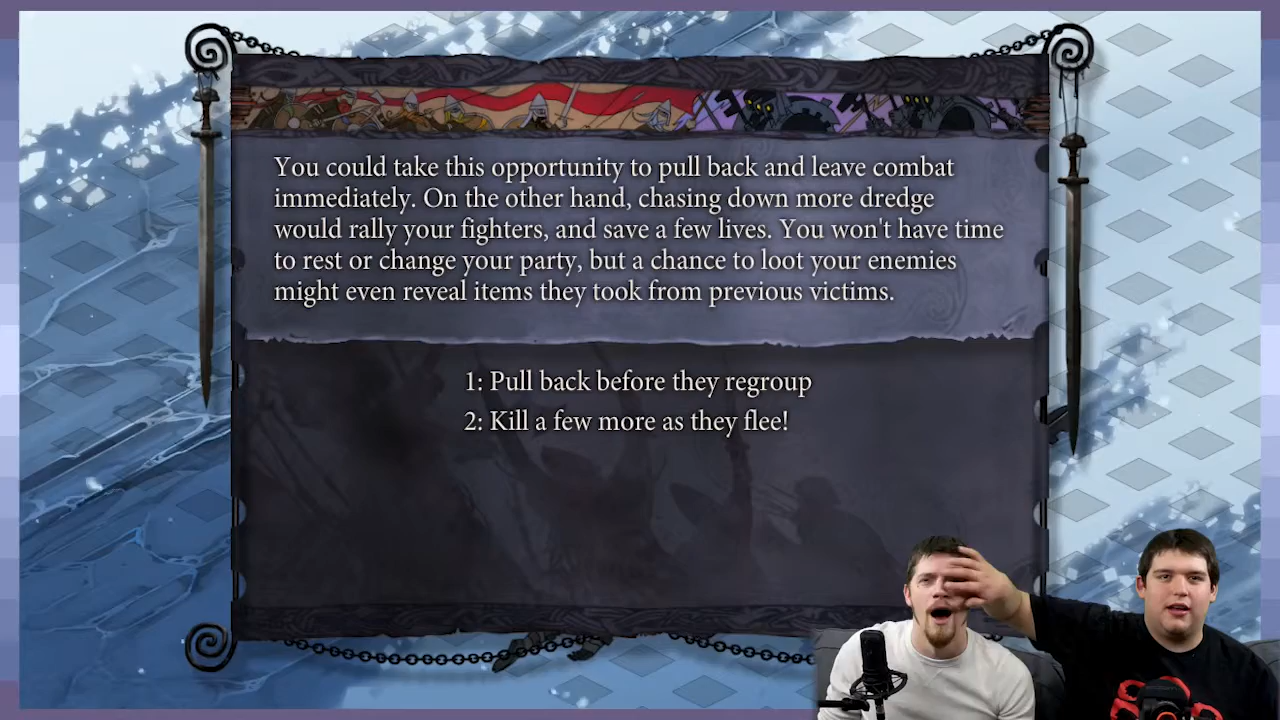 You could take this opportunity to pull back and leave combat
immediately. On the other hand, chasing down more dredge
would rally your fighters, and save a few lives. You won't have time
to rest or change your party, but a chance to loot your enemies
might even reveal items they took from previous victims.
1: Pull back before they regroup
2: Kill a few more as they flee!